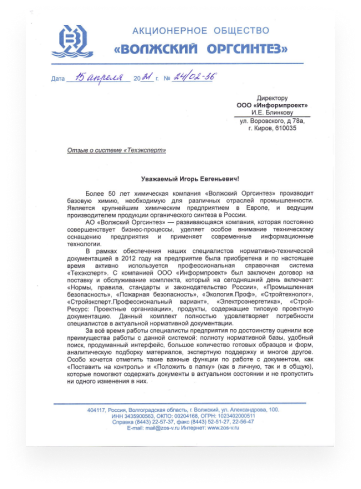 АКЦИОНЕРНОЕ ОБЩЕСТВО
«ВОЛЖСКИЙ ОРГСИНТЕЗ»
Дата 15 апреля 2021 г. № 24/02-36
Директору
ООО «Информпроект»
И.Е. Блинкову
ул. Воровского, д 78а,
г. Киров, 610035
Отзыв о системе «Техэксперт»
Уважаемый Игорь Евгеньевич!
Более 50 лет химическая компания «Волжский Оргсинтез» производит
базовую химию, необходимую для различных отраслей промышленности.
Является крупнейшим химическим предприятием в Европе, и ведущим
производителем продукции органического синтеза в России.
АО «Волжский Оргсинтез» — развивающаяся компания, которая постоянно
совершенствует бизнес-процессы, уделяет особое внимание техническому
оснащению предприятия и применяет современные информационные
технологии.
В рамках обеспечения наших специалистов нормативно-технической
документацией в 2012 году на предприятие была приобретена и по настоящее
время активно используется профессиональная справочная система
«Техэксперт». С компанией ООО «Информпроект» был заключен договор на
поставку и обслуживание комплекта, который на сегодняшний день включает:
«Нормы, правила, стандарты и законодательство России», «Промышленная
безопасность», «Пожарная безопасность», «Экология.Проф», «Стройтехнолог»,
«Стройэксперт.Профессиональный вариант», «Электроэнергетика», «Строй-
Ресурс: Проектные организации», продукты, содержащие типовую проектную
документацию. Данный комплект полностью удовлетворяет потребности
специалистов в актуальной нормативной документации.
За всё время работы специалисты предприятия по достоинству оценили все
преимущества работы с данной системой: полноту нормативной базы, удобный
поиск, продуманный интерфейс, большое количество готовых образцов и форм,
аналитическую подборку материалов, экспертную поддержку и многое другое.
Особо хочется отметить такие важные функции по работе с документом, как
«Поставить на контроль» и «Положить в папку» (как в личную, так и в общую),
которые помогают содержать документы в актуальном состоянии и не пропустить
ни одного изменения в них.
404117, Россия, Волгоградская область, г. Волжский, ул. Александрова, 100.
ИНН 3435900563, ОКПО: 00204168, ОГРН: 1023402000511
Справка (8443) 22-57-37, факс (8442) 52-51-27, 22-56-47
E-mail: mail@zos-v.ru Интернет: www.zos-v.ru